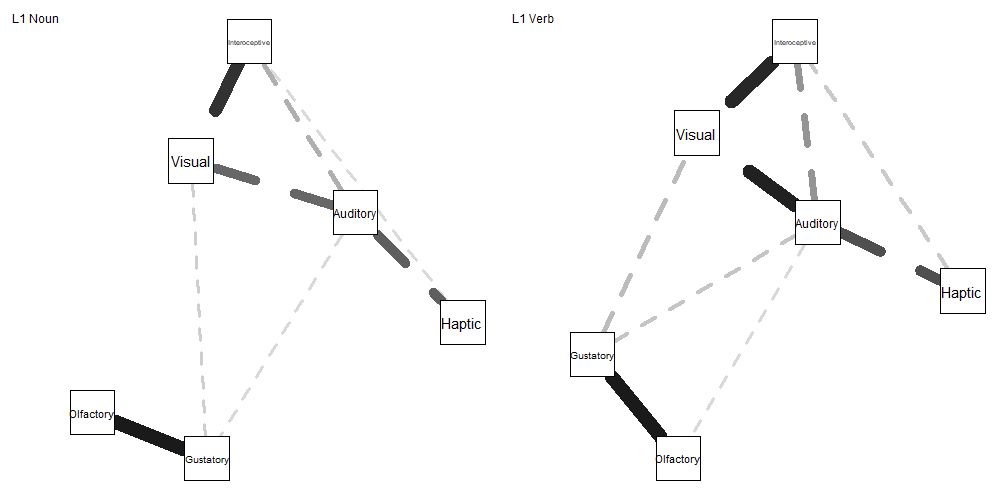 L1 Noun
Interoceptive
Visual
Auditory
Haptic
Olfactory
Gustatory
L1 Verb
Interoceptive
Visual
Auditory
Haptic
Gustatory
Olfactory